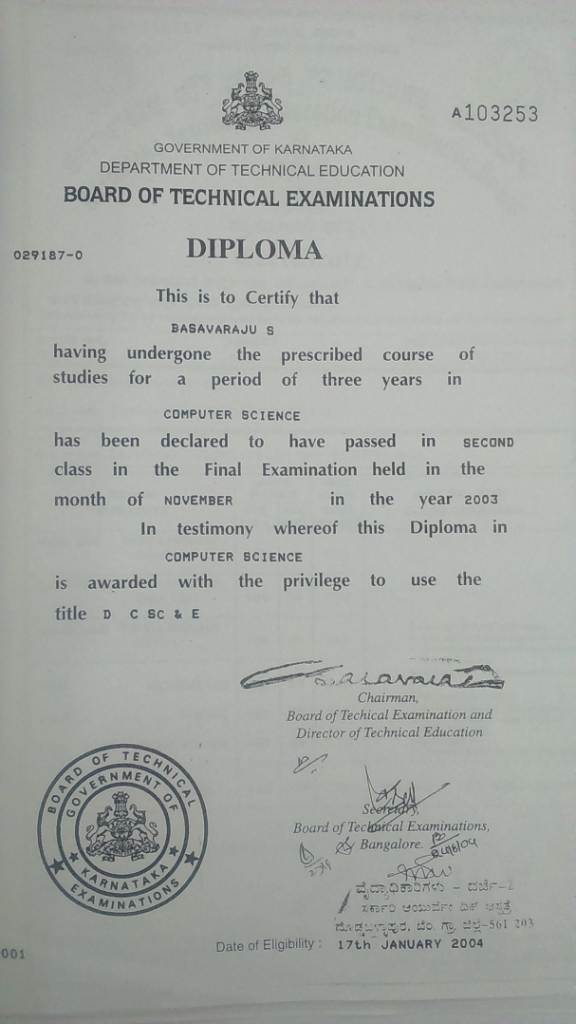 A103253
GOVERNMENT OF KARNATAKA
DEPARTMENT OF TECHNICAL EDUCATION
BOARD OF TECHNICAL EXAMINATIONS
029187-0
DIPLOMA
This is to Certify that
BASAVARAJU S
having undergone the prescribed course of
studies for a period of three years in
COMPUTER SCIENCE
has been declared to have passed in SECOND
class in the Final Examination held in the
month of NOVEMBER in the year 2003
In testimony whereof this Diploma in
COMPUTER SCIENCE
is awarded with the privilege to use the
title D C SC & E
Chairman,
Board of Techical Examination and
Director of Technical Education
BOARD OF TECHNICAL
EXAMINATIONS
GOVERNMENT OF
KARNATAKA
Secretary,
Board of Technical Examinations,
Bangalore.
ವೈದ್ಯಾಧಿಕಾರಿಗಳು - ದರ್ಜೆ-2
ಸರ್ಕಾರಿ ಆಯುರ್ವೇದಿಕ್ ಆಸ್ಪತ್ರೆ
ದೊಡ್ಡಬಳ್ಳಾಪುರ, ಬೆಂ. ಗ್ರಾ. ಜಿಲ್ಲೆ-561 203
Date of Eligibility : 17th JANUARY 2004
001